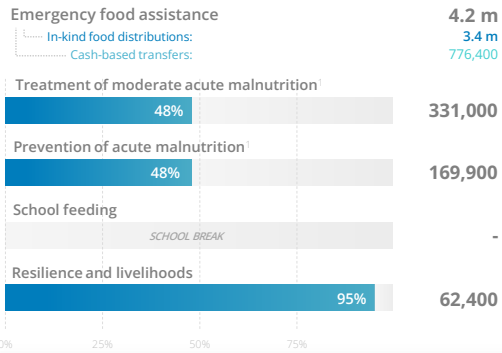 Emergency food assistance 4.2 m
In-kind food distributions: 3.4 m
Cash-based transfers: 776,400
Treatment of moderate acute malnutrition¹
48% 331,000
Prevention of acute malnutrition¹
48% 169,900
School feeding
SCHOOL BREAK -
Resilience and livelihoods
95% 62,400
0% 25% 50% 75%